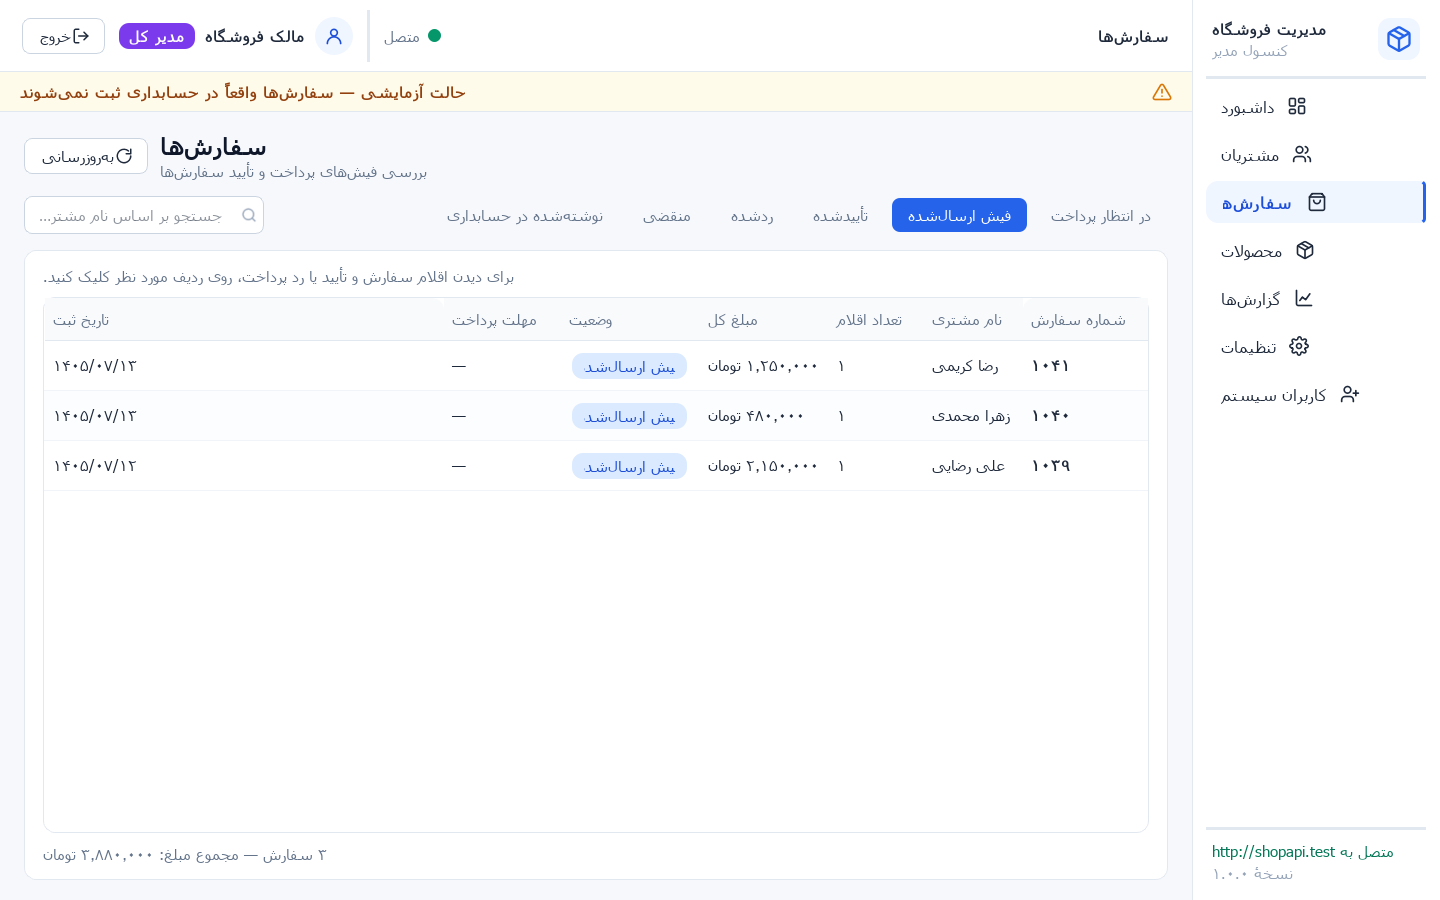 مدیریت فروشگاه
کنسول مدیر
داشبورد
مشتریان
سفارش‌ها
محصولات
گزارش‌ها
تنظیمات
کاربران سیستم
متصل به http://shopapi.test
نسخهٔ ۱.۰.۰
سفارش‌ها
متصل
مالک فروشگاه
مدیر کل
خروج
حالت آزمایشی — سفارش‌ها واقعاً در حسابداری ثبت نمی‌شوند
سفارش‌ها
بررسی فیش‌های پرداخت و تأیید سفارش‌ها
به‌روزرسانی
در انتظار پرداخت
فیش ارسال‌شده
تأییدشده
ردشده
منقضی
نوشته‌شده در حسابداری
جستجو بر اساس نام مشتر...
برای دیدن اقلام سفارش و تأیید یا رد پرداخت، روی ردیف مورد نظر کلیک کنید.
شماره سفارش نام مشتری تعداد اقلام مبلغ کل وضعیت مهلت پرداخت تاریخ ثبت
۱۰۴۱ رضا کریمی ۱ ۱,۲۵۰,۰۰۰ تومان یش ارسال‌شد — ۱۴۰۵/۰۷/۱۳
۱۰۴۰ زهرا محمدی ۱ ۴۸۰,۰۰۰ تومان یش ارسال‌شد — ۱۴۰۵/۰۷/۱۳
۱۰۳۹ علی رضایی ۱ ۲,۱۵۰,۰۰۰ تومان یش ارسال‌شد — ۱۴۰۵/۰۷/۱۲
۳ سفارش — مجموع مبلغ: ۳,۸۸۰,۰۰۰ تومان